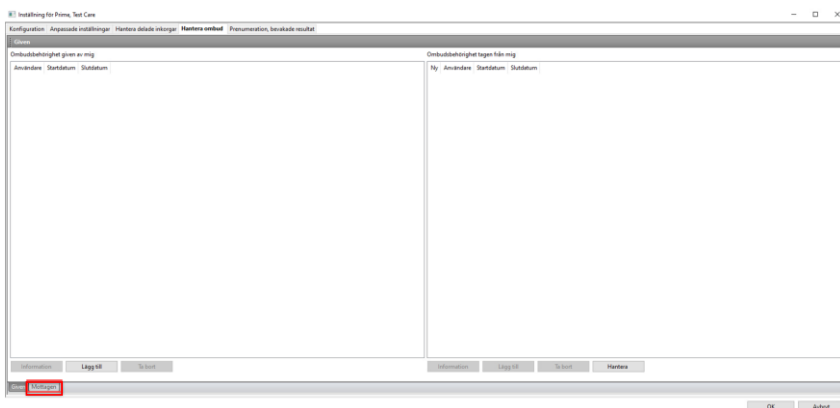 Inställning för Prime, Test Care
Konfiguration Anpassade inställningar Hantera delade inkorgar Hantera ombud Prenumeration, bevakade resultat
Given
Ombudsbehörighet given av mig
Ombudsbehörighet tagen från mig
Användare Startdatum Slutdatum
Ny Användare Startdatum Slutdatum
Information Lägg till Ta bort
Information Lägg till Ta bort Hantera
Given Mottagen
OK Avbryt